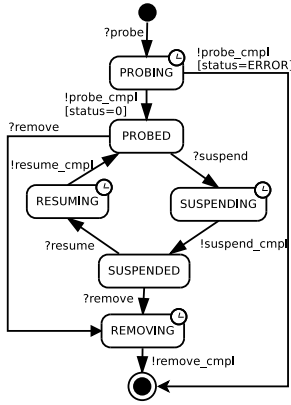 ?probe
!probe_cmpl
[status=ERROR]
PROBING
!probe_cmpl
[status=0]
?remove
PROBED
!resume_cmpl
?suspend
RESUMING
SUSPENDING
?resume
!suspend_cmpl
SUSPENDED
?remove
REMOVING
!remove_cmpl